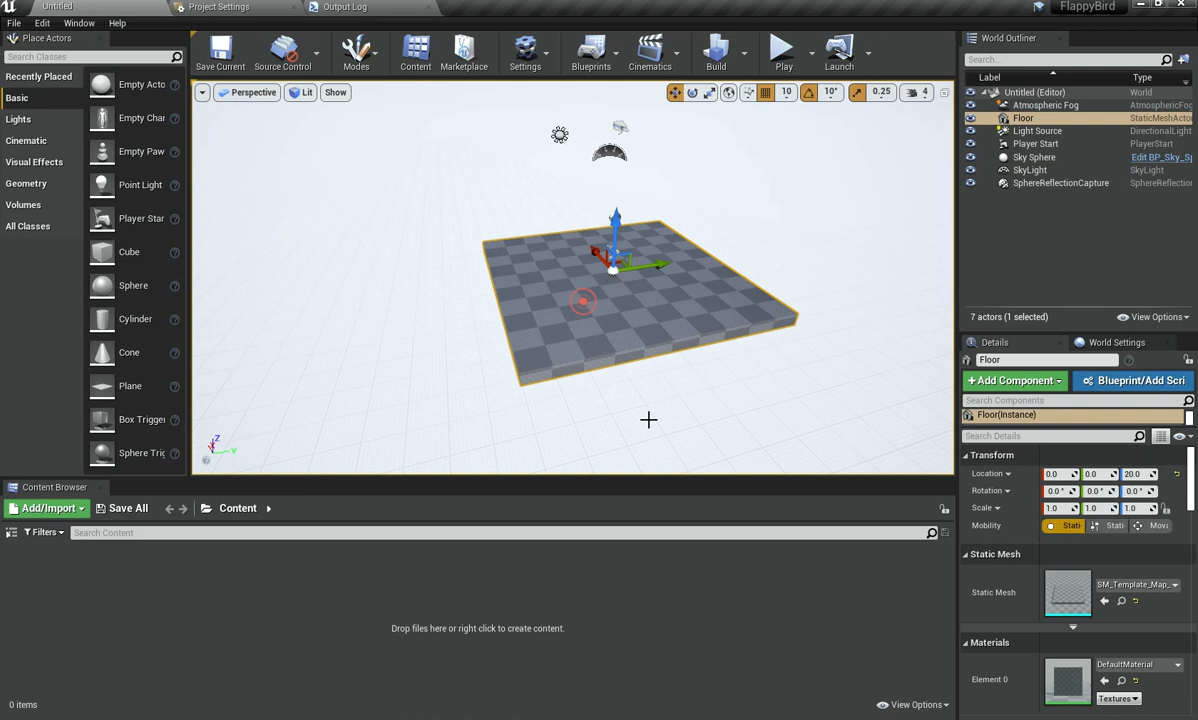 Untitled
Project Settings
Output Log
FlappyBird
File Edit Window Help
Place Actors
Search Classes
Recently Placed
Basic
Lights
Cinematic
Visual Effects
Geometry
Volumes
All Classes
Empty Acto
Empty Char
Empty Paw
Point Light
Player Star
Cube
Sphere
Cylinder
Cone
Plane
Box Trigger
Sphere Trig
Save Current
Source Control
Modes
Content
Marketplace
Settings
Blueprints
Cinematics
Build
Play
Launch
Perspective
Lit
Show
10
10°
0.25
4
Z
X
Y
World Outliner
Search...
Label Type
Untitled (Editor) World
Atmospheric Fog AtmosphericFog
Floor StaticMeshActor
Light Source DirectionalLight
Player Start PlayerStart
Sky Sphere Edit BP_Sky_Sp
SkyLight SkyLight
SphereReflectionCapture SphereReflection
7 actors (1 selected)
View Options
Details
World Settings
Floor
+Add Component
Blueprint/Add Scri
Search Components
Floor(Instance)
Search Details
Transform
Location 0.0 0.0 20.0
Rotation 0.0° 0.0° 0.0°
Scale 1.0 1.0 1.0
Mobility Stati Stati Mova
Static Mesh
Static Mesh
SM_Template_Map_
Materials
Element 0
DefaultMaterial
Textures
Content Browser
Add/Import
Save All
Content
Filters
Search Content
Drop files here or right click to create content.
0 items
View Options